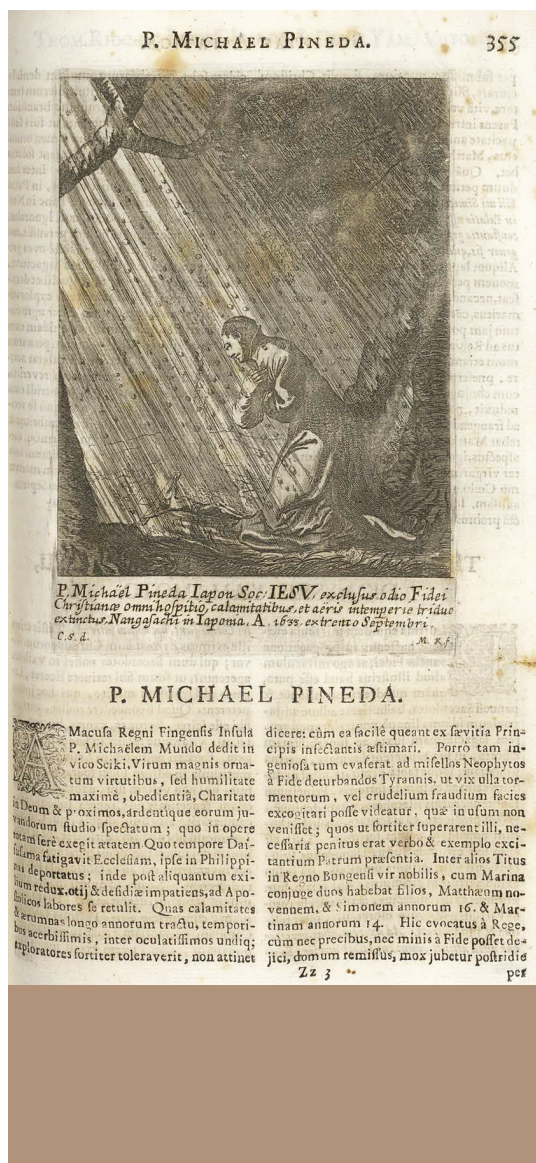 P. MICHAEL PINEDA. 355
P. Michaël Pineda Iapon Soc: IESV, exclusus odio Fidei
Christianæ omni hospitio, calamitatibus, et aëris intemperie triduo
extinctus, Nangasachi in Iaponia, A. 1633. extremo Septembri.
C. s. d. M. K. f.
P. MICHAEL PINEDA.
AMacusa Regni Fingensis Insula
P. Michaëlem Mundo dedit in
vico Sciki. Virum magnis orna-
tum virtutibus, sed humilitate
maximè, obedientiâ, Charitate
in Deum & proximos, ardentique eorum ju-
vandorum studio spectatum; quo in opere
totam ferè exegit ætatem Quo tempore Dai-
fusama fatigavit Ecclesiam, ipse in Philippi-
nas deportatus; inde post aliquantum exi-
lium redux, otij & desidiæ impatiens, ad Apo-
stolicos labores se retulit. Quas calamitates
& ærumnas longo annorum tractu, tempori-
bus acerbissimis, inter oculatissimos undiq;
exploratores fortiter toleraverit, non attinet
dicere: cùm ea facilè queant ex sævitia Prin-
cipis infectantis æstimari. Porrò tam in-
geniosa tum evaserat ad misellos Neophytos
à Fide deturbandos Tyrannis, ut vix ulla tor-
mentorum, vel crudelium fraudium facies
excogitari posse videatur, quæ in usum non
venisset; quos ut fortiter superarent illi, ne-
cessaria penitus erat verbo & exemplo exci-
tantium Patrum præsentia. Inter alios Titus
in Regno Bungensi vir nobilis, cum Marina
conjuge duos habebat filios, Matthæum no-
vennem, & Simonem annorum 16. & Mar-
tinam annorum 14. Hic evocatus à Rege,
cùm nec precibus, nec minis à Fide posset de-
jici, domum remissus, mox jubetur postridie
Zz 3 per